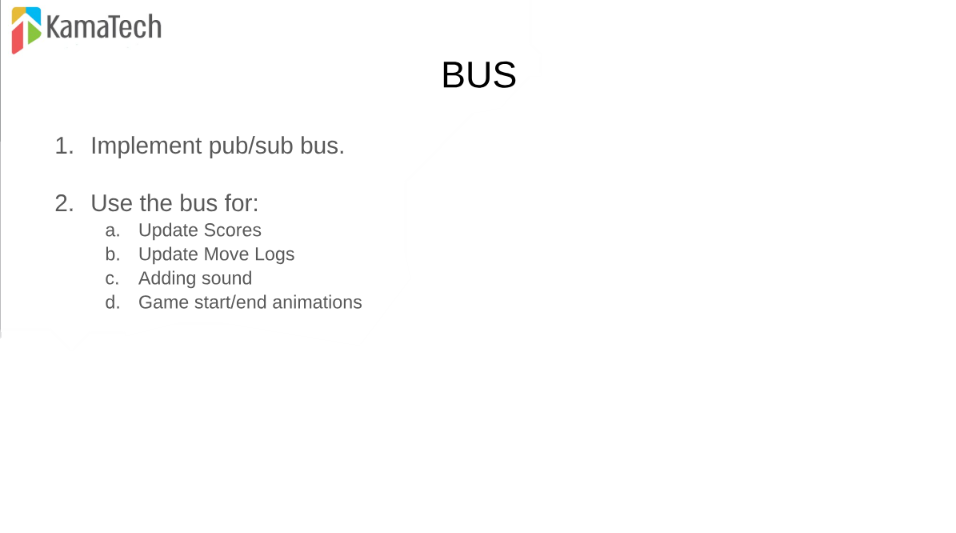 KamaTech
BUS
1. Implement pub/sub bus.
2. Use the bus for:
a. Update Scores
b. Update Move Logs
c. Adding sound
d. Game start/end animations